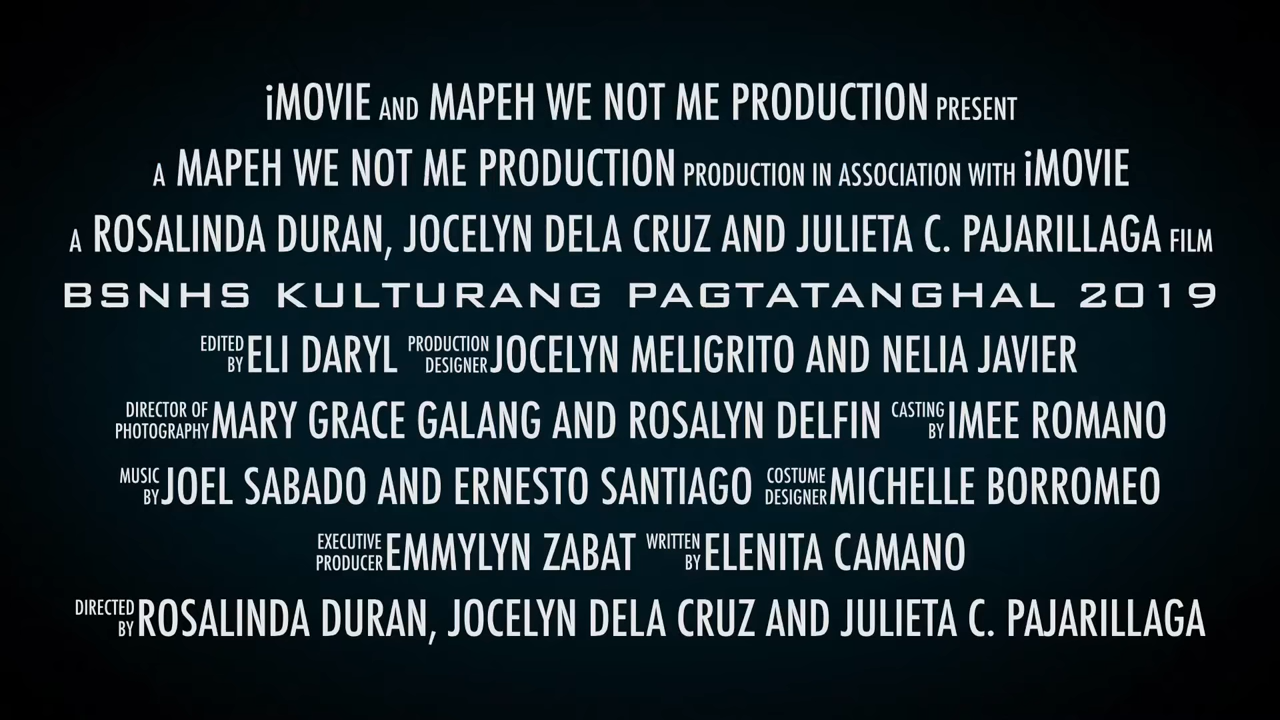 iMOVIE AND MAPEH WE NOT ME PRODUCTION PRESENT
A MAPEH WE NOT ME PRODUCTION PRODUCTION IN ASSOCIATION WITH iMOVIE
A ROSALINDA DURAN, JOCELYN DELA CRUZ AND JULIETA C. PAJARILLAGA FILM
BSNHS KULTURANG PAGTATANGHAL 2019
EDITED BY ELI DARYL PRODUCTION DESIGNER JOCELYN MELIGRITO AND NELIA JAVIER
DIRECTOR OF PHOTOGRAPHY MARY GRACE GALANG AND ROSALYN DELFIN CASTING BY IMEE ROMANO
MUSIC BY JOEL SABADO AND ERNESTO SANTIAGO COSTUME DESIGNER MICHELLE BORROMEO
EXECUTIVE PRODUCER EMMYLYN ZABAT WRITTEN BY ELENITA CAMANO
DIRECTED BY ROSALINDA DURAN, JOCELYN DELA CRUZ AND JULIETA C. PAJARILLAGA